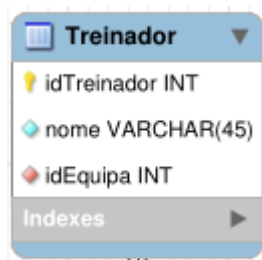 Treinador
idTreinador INT
nome VARCHAR(45)
idEquipa INT
Indexes